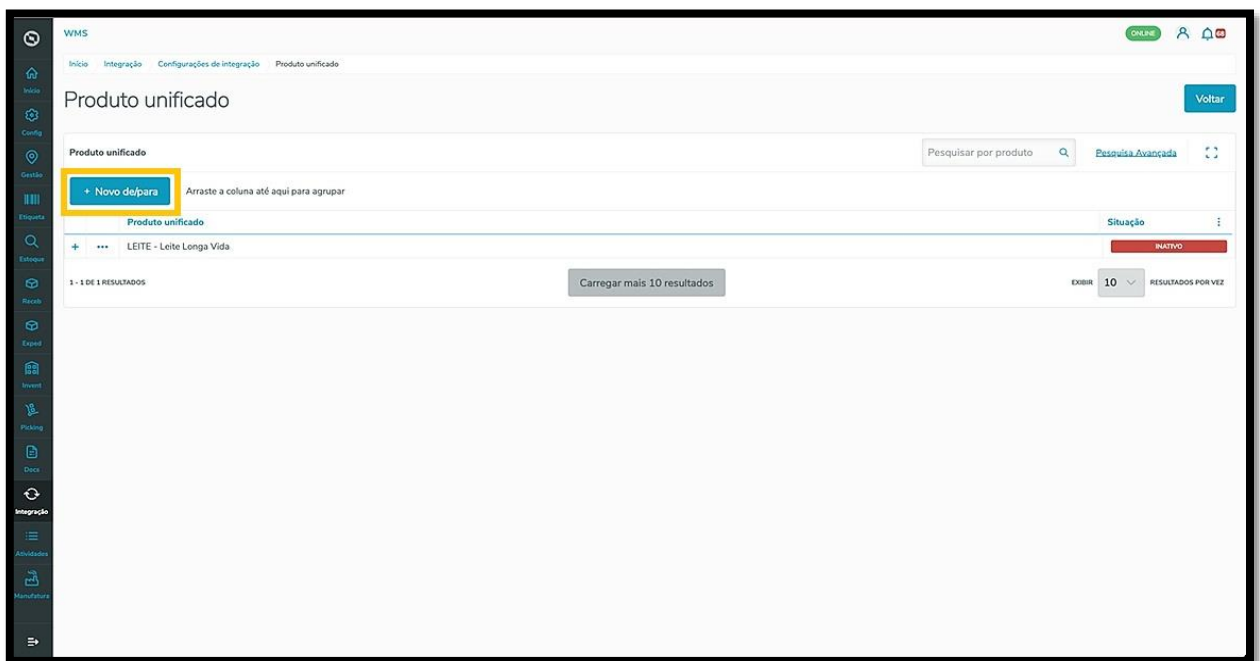 WMS
ONLINE
68
Início Integração Configurações de integração Produto unificado
Produto unificado
Voltar
Produto unificado
Pesquisar por produto
Pesquisa Avançada
+ Novo de/para
Arraste a coluna até aqui para agrupar
Produto unificado
Situação
LEITE - Leite Longa Vida
INATIVO
1 - 1 DE 1 RESULTADOS
Carregar mais 10 resultados
EXIBIR 10 RESULTADOS POR VEZ
Início
Config
Gestão
Etiqueta
Estoque
Receb
Exped
Invent
Picking
Docs
Integração
Atividades
Manufatura